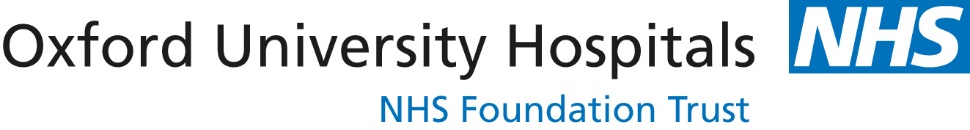 Oxford University Hospitals NHS
NHS Foundation Trust